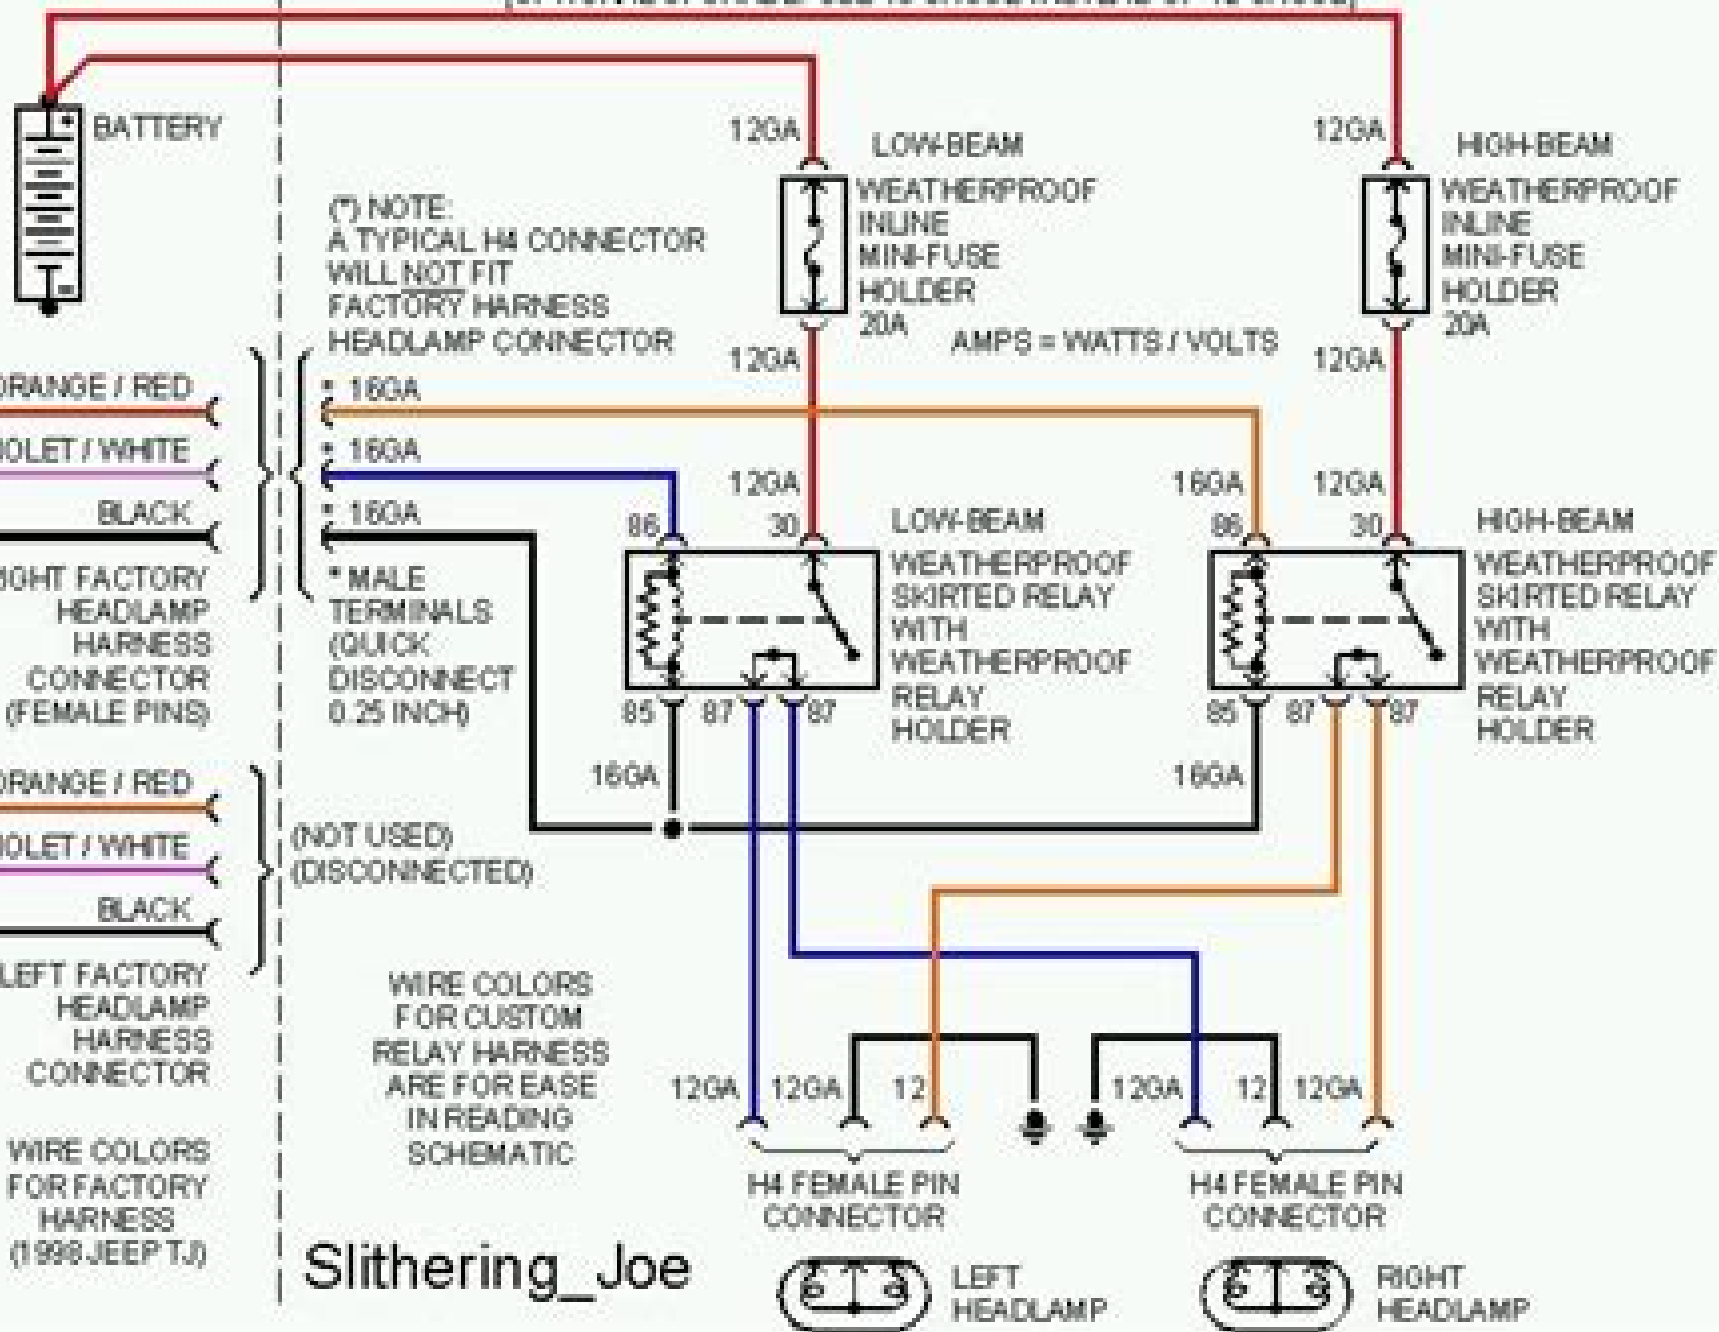 BATTERY
12GA
LOW-BEAM
WEATHERPROOF
INLINE
MINI-FUSE
HOLDER
20A
12GA
HIGH-BEAM
WEATHERPROOF
INLINE
MINI-FUSE
HOLDER
20A
(*) NOTE:
A TYPICAL H4 CONNECTOR
WILL NOT FIT
FACTORY HARNESS
HEADLAMP CONNECTOR
AMPS = WATTS / VOLTS
12GA
12GA
ORANGE / RED
* 16GA
IOLET / WHITE
* 16GA
BLACK
* 16GA
12GA
16GA
12GA
86
30
LOW-BEAM
WEATHERPROOF
SKIRTED RELAY
WITH
WEATHERPROOF
RELAY
HOLDER
86
30
HIGH-BEAM
WEATHERPROOF
SKIRTED RELAY
WITH
WEATHERPROOF
RELAY
HOLDER
IGHT FACTORY
HEADLAMP
HARNESS
CONNECTOR
(FEMALE PINS)
* MALE
TERMINALS
(QUICK
DISCONNECT
0.25 INCH)
85
87
87
85
87
87
16GA
16GA
ORANGE / RED
IOLET / WHITE
BLACK
(NOT USED)
(DISCONNECTED)
LEFT FACTORY
HEADLAMP
HARNESS
CONNECTOR
WIRE COLORS
FOR CUSTOM
RELAY HARNESS
ARE FOR EASE
IN READING
SCHEMATIC
12GA
12GA
12
12GA
12
12GA
WIRE COLORS
FOR FACTORY
HARNESS
(1998 JEEP TJ)
H4 FEMALE PIN
CONNECTOR
H4 FEMALE PIN
CONNECTOR
Slithering_Joe
LEFT
HEADLAMP
RIGHT
HEADLAMP